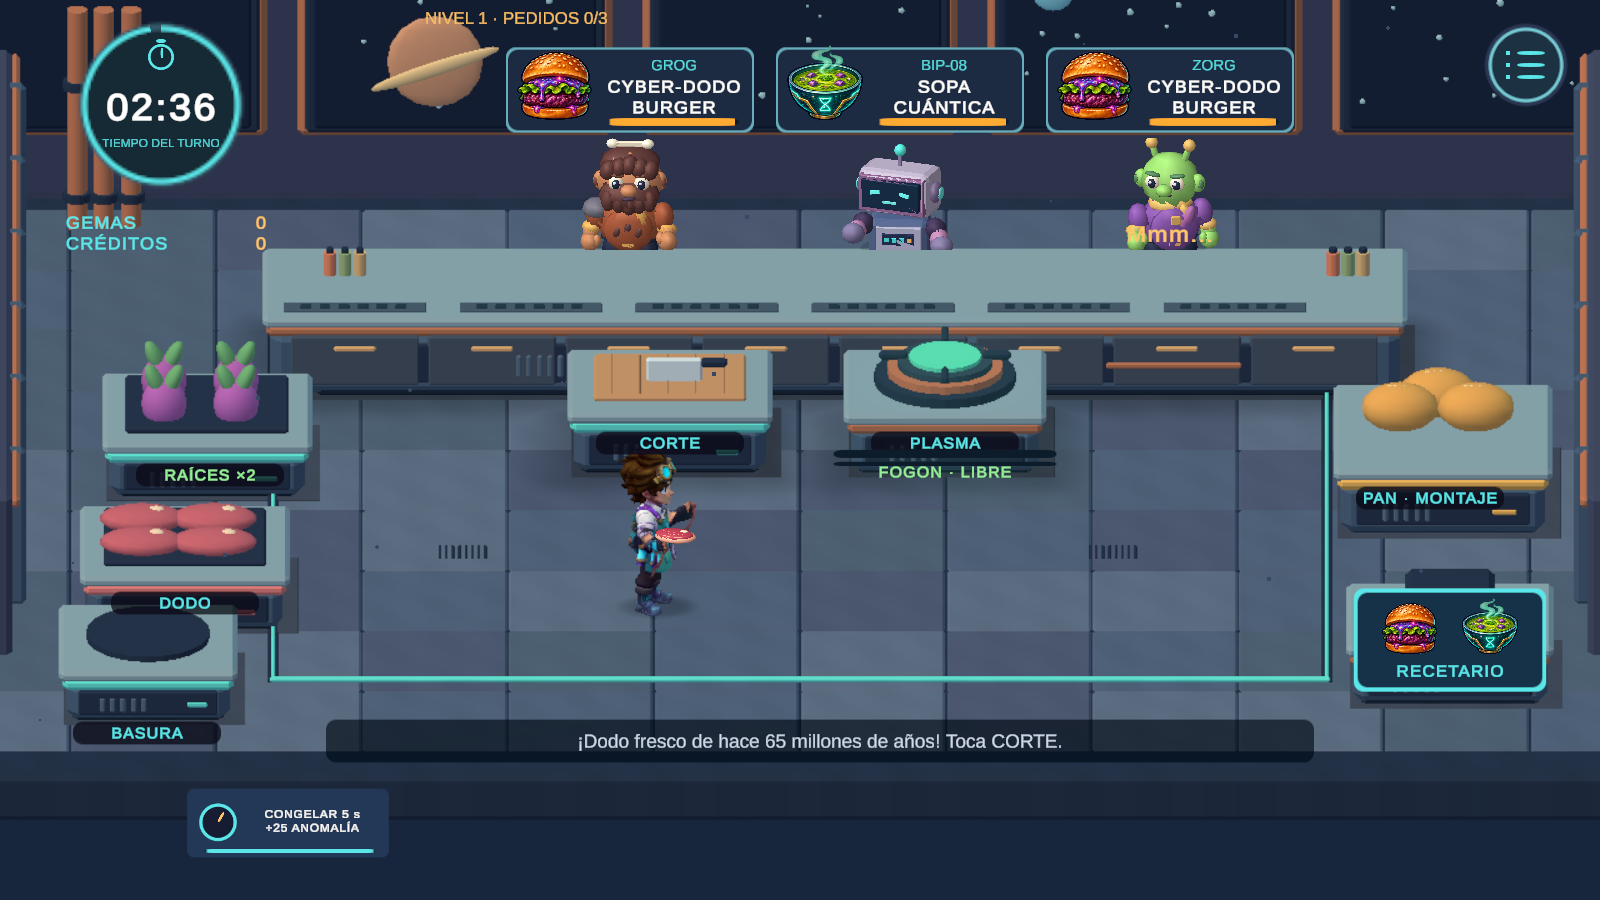 NIVEL 1 · PEDIDOS 0/3
GROG
CYBER-DODO
BURGER
BIP-08
SOPA
CUÁNTICA
ZORG
CYBER-DODO
BURGER
02:36
TIEMPO DEL TURNO
GEMAS 0
CRÉDITOS 0
Mmm...
CORTE
PLASMA
FOGON · LIBRE
RAÍCES ×2
PAN · MONTAJE
DODO
RECETARIO
BASURA
¡Dodo fresco de hace 65 millones de años! Toca CORTE.
CONGELAR 5 s
+25 ANOMALÍA